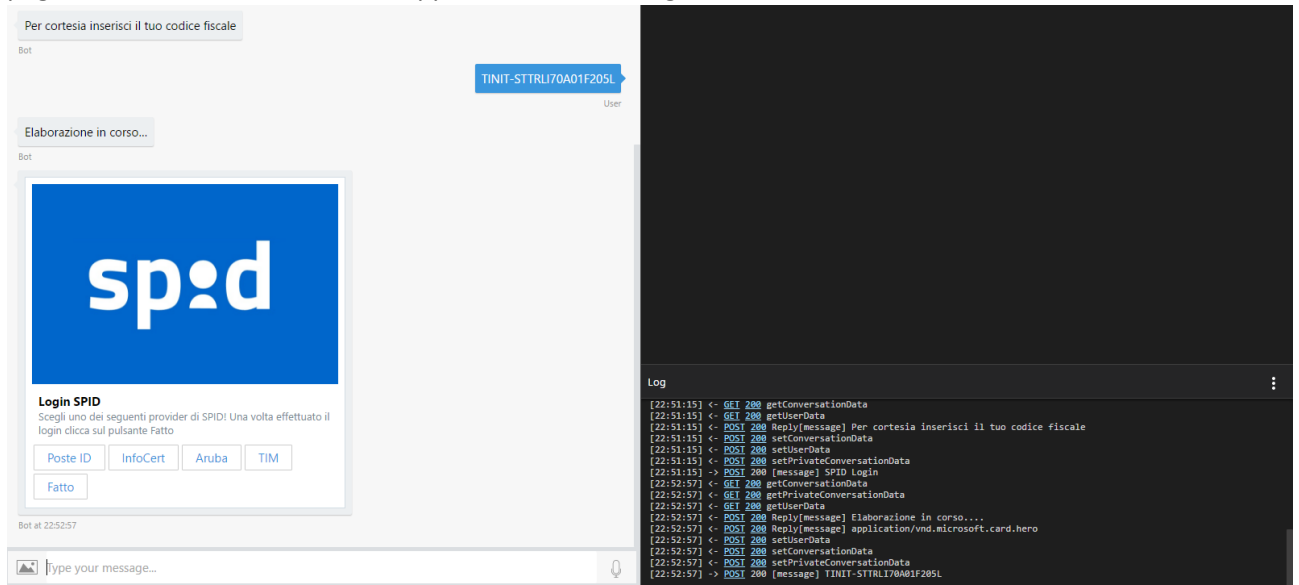 Per cortesia inserisci il tuo codice fiscale
Bot
TINIT-STTRLI70A01F205L
User
Elaborazione in corso...
Bot
spid
Login SPID
Scegli uno dei seguenti provider di SPID! Una volta effettuato il
login clicca sul pulsante Fatto
Poste ID InfoCert Aruba TIM
Fatto
Bot at 22:52:57
Type your message...
Log
[22:51:15] <- GET 200 getConversationData
[22:51:15] <- GET 200 getUserData
[22:51:15] <- POST 200 Reply[message] Per cortesia inserisci il tuo codice fiscale
[22:51:15] <- POST 200 setConversationData
[22:51:15] <- POST 200 setUserData
[22:51:15] <- POST 200 setPrivateConversationData
[22:51:15] -> POST 200 [message] SPID Login
[22:52:57] <- GET 200 getConversationData
[22:52:57] <- GET 200 getPrivateConversationData
[22:52:57] <- GET 200 getUserData
[22:52:57] <- POST 200 Reply[message] Elaborazione in corso....
[22:52:57] <- POST 200 Reply[message] application/vnd.microsoft.card.hero
[22:52:57] <- POST 200 setUserData
[22:52:57] <- POST 200 setConversationData
[22:52:57] <- POST 200 setPrivateConversationData
[22:52:57] -> POST 200 [message] TINIT-STTRLI70A01F205L